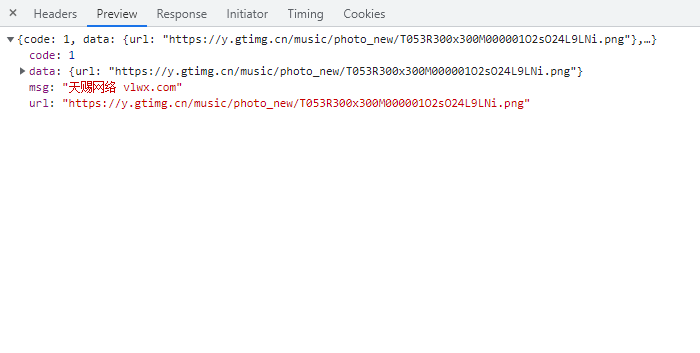 × Headers Preview Response Initiator Timing Cookies
▼{code: 1, data: {url: "https://y.gtimg.cn/music/photo_new/T053R300x300M000001O2sO24L9LNi.png"},…}
code: 1
▶data: {url: "https://y.gtimg.cn/music/photo_new/T053R300x300M000001O2sO24L9LNi.png"}
msg: "天赐网络 vlwx.com"
url: "https://y.gtimg.cn/music/photo_new/T053R300x300M000001O2sO24L9LNi.png"